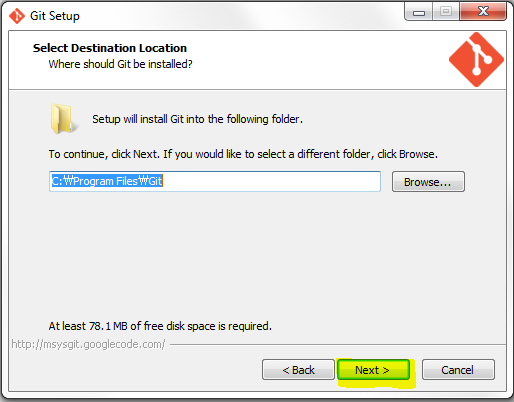 Git Setup
Select Destination Location
Where should Git be installed?
Setup will install Git into the following folder.
To continue, click Next. If you would like to select a different folder, click Browse.
C:₩Program Files₩Git
Browse...
At least 78.1 MB of free disk space is required.
http://msysgit.googlecode.com/
< Back
Next >
Cancel